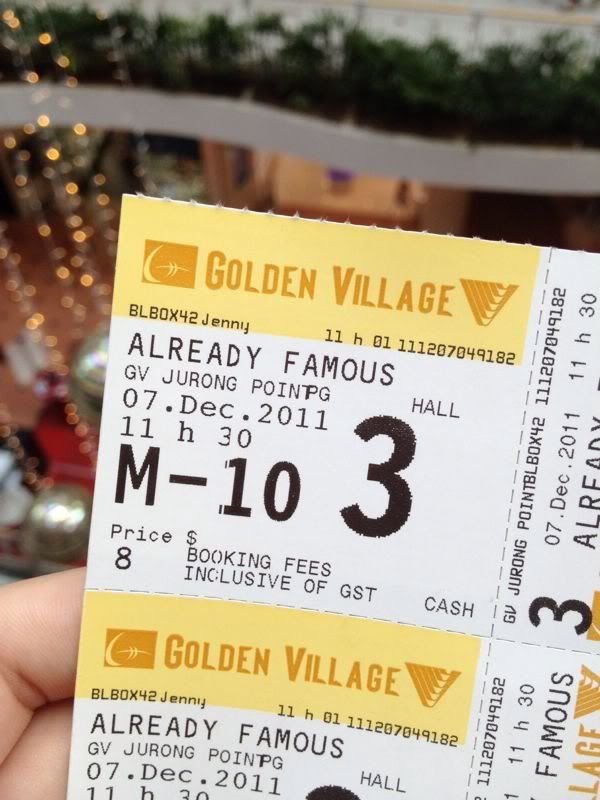 GOLDEN VILLAGE
BLBOX42 Jenny 11 h 01 111207049182
ALREADY FAMOUS
GV JURONG POINTPG
07.Dec.2011 HALL
11 h 30
M-10 3
Price $
8 BOOKING FEES
INCLUSIVE OF GST
CASH
GV JURONG POINTBLBOX42 111207049182
07.Dec.2011 11 h 30
ALREADY
3
GOLDEN VILLAGE
BLBOX42 Jenny 11 h 01 111207049182
ALREADY FAMOUS
GV JURONG POINTPG
07.Dec.2011 HALL
11 h 30
111207049182
11 h 30
FAMOUS